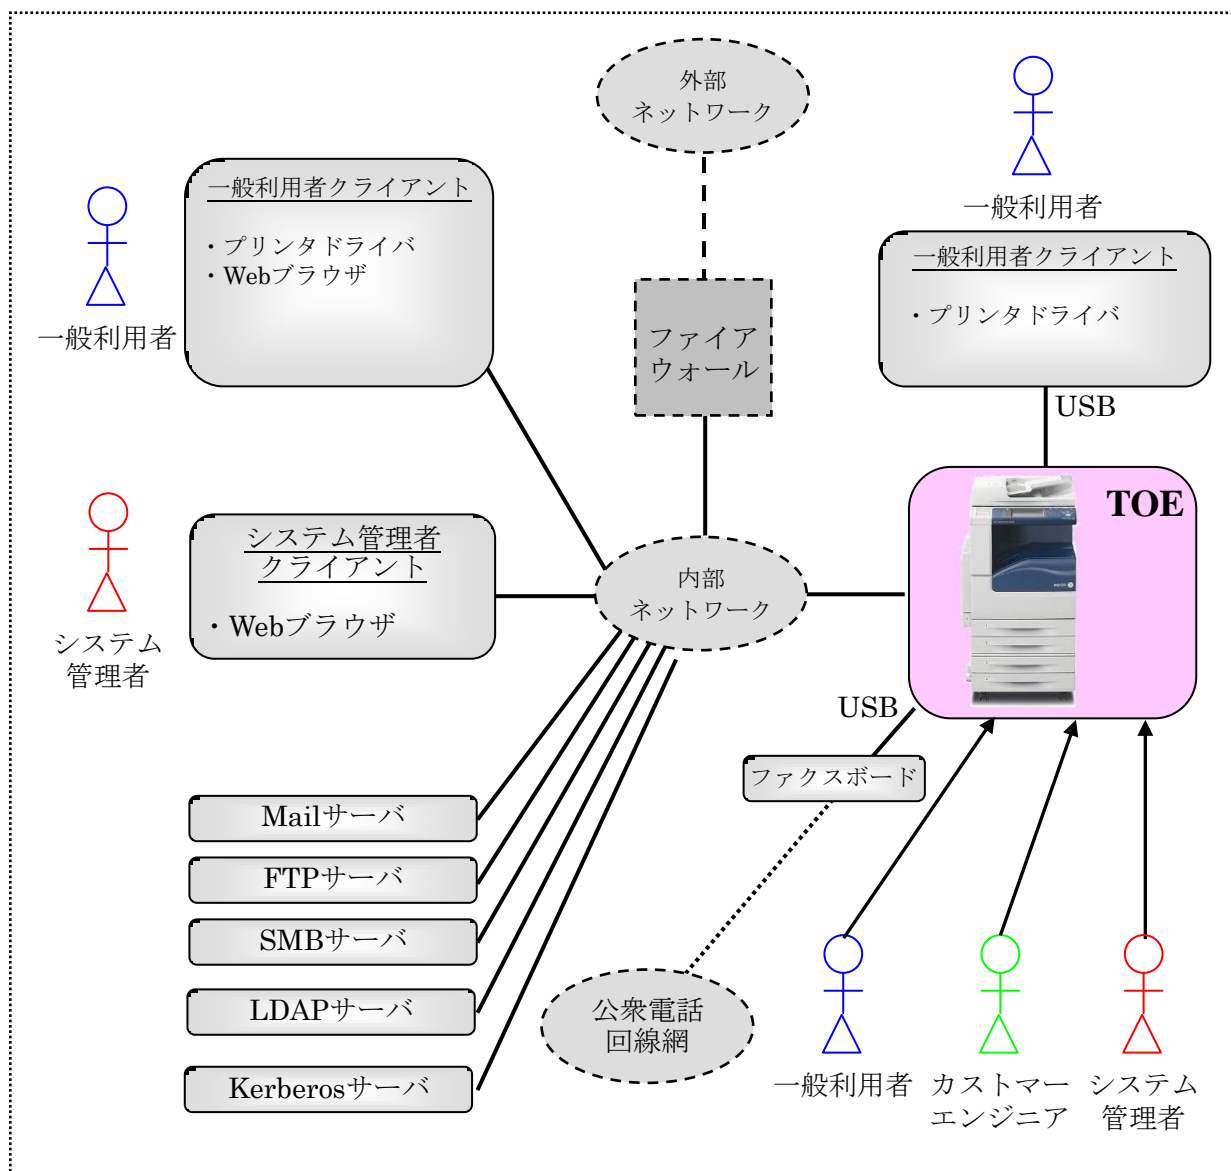 外部
ネットワーク
一般利用者
一般利用者クライアント
・プリンタドライバ
・Webブラウザ
一般利用者
一般利用者クライアント
・プリンタドライバ
ファイア
ウォール
USB
TOE
システム管理者
クライアント
・Webブラウザ
システム
管理者
内部
ネットワーク
USB
ファクスボード
Mailサーバ
FTPサーバ
SMBサーバ
LDAPサーバ
Kerberosサーバ
公衆電話
回線網
一般利用者
カストマー
エンジニア
システム
管理者